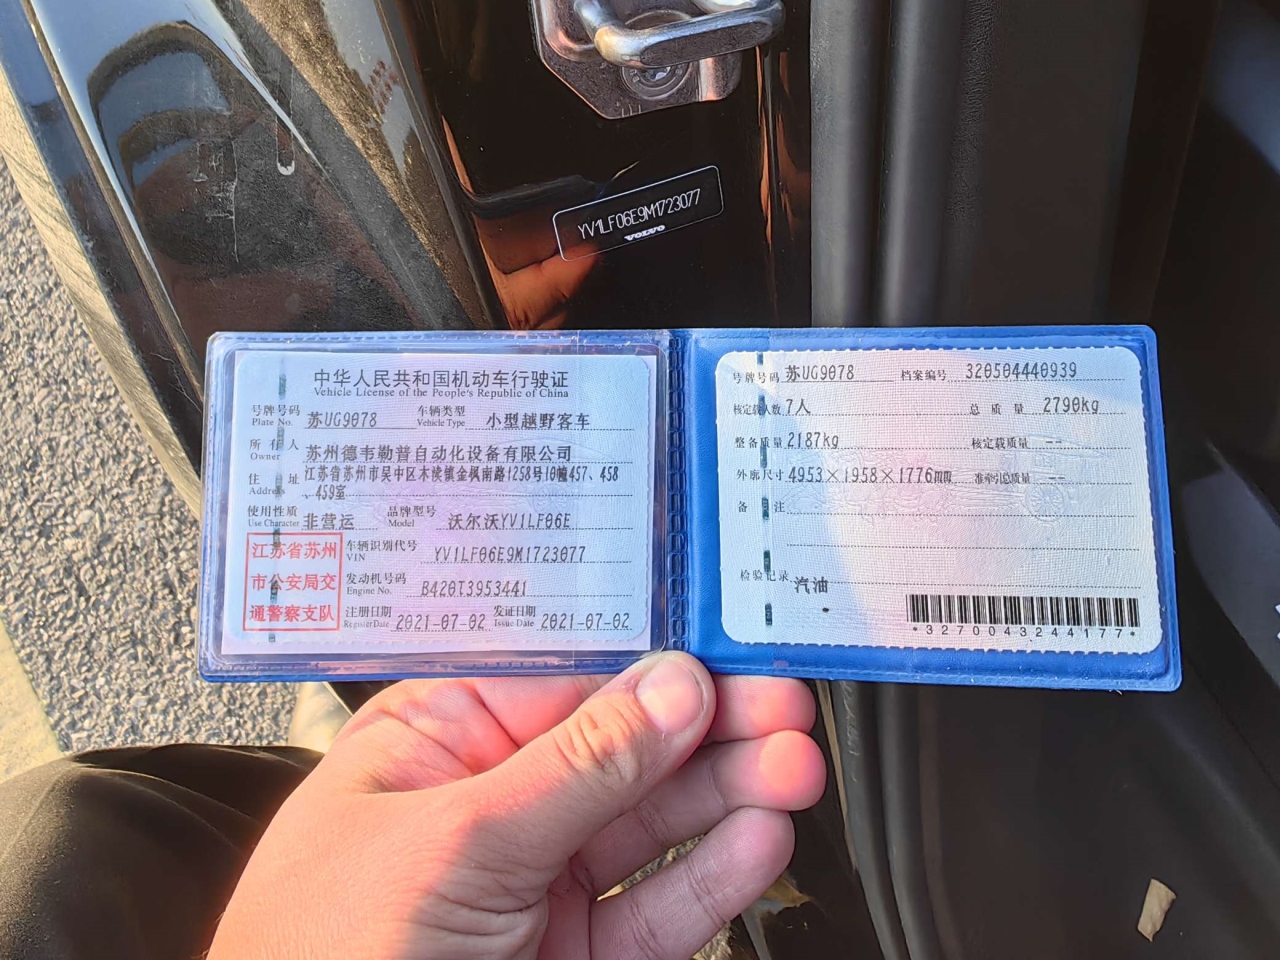 YV1LF06E9M1723077
VOLVO
中华人民共和国机动车行驶证
Vehicle License of the People's Republic of China
号牌号码 苏UG9078 车辆类型 小型越野客车
Plate No. Vehicle Type
所有人 苏州德韦勒普自动化设备有限公司
Owner
住址 江苏省苏州市吴中区木渎镇金枫南路1258号10幢457、458
Address 、459室
使用性质 非营运 品牌型号 沃尔沃YV1LF06E
Use Character Model
江苏省苏州
市公安局交
通警察支队
车辆识别代号 YV1LF06E9M1723077
VIN
发动机号码 B420T3953441
Engine No.
注册日期 2021-07-02 发证日期 2021-07-02
Register Date Issue Date
号牌号码 苏UG9078 档案编号 320504440939
核定载人数 7人 总质量 2790kg
整备质量 2187kg 核定载质量 --
外廓尺寸 4953×1958×1776mm 准牵引总质量 --
备注
检验记录 汽油
*3270043244177*